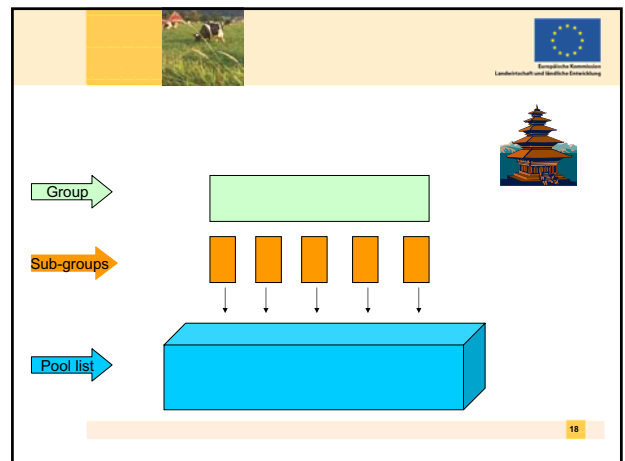 Europäische Kommission
Landwirtschaft und ländliche Entwicklung
Group
Sub-groups
Pool list
18